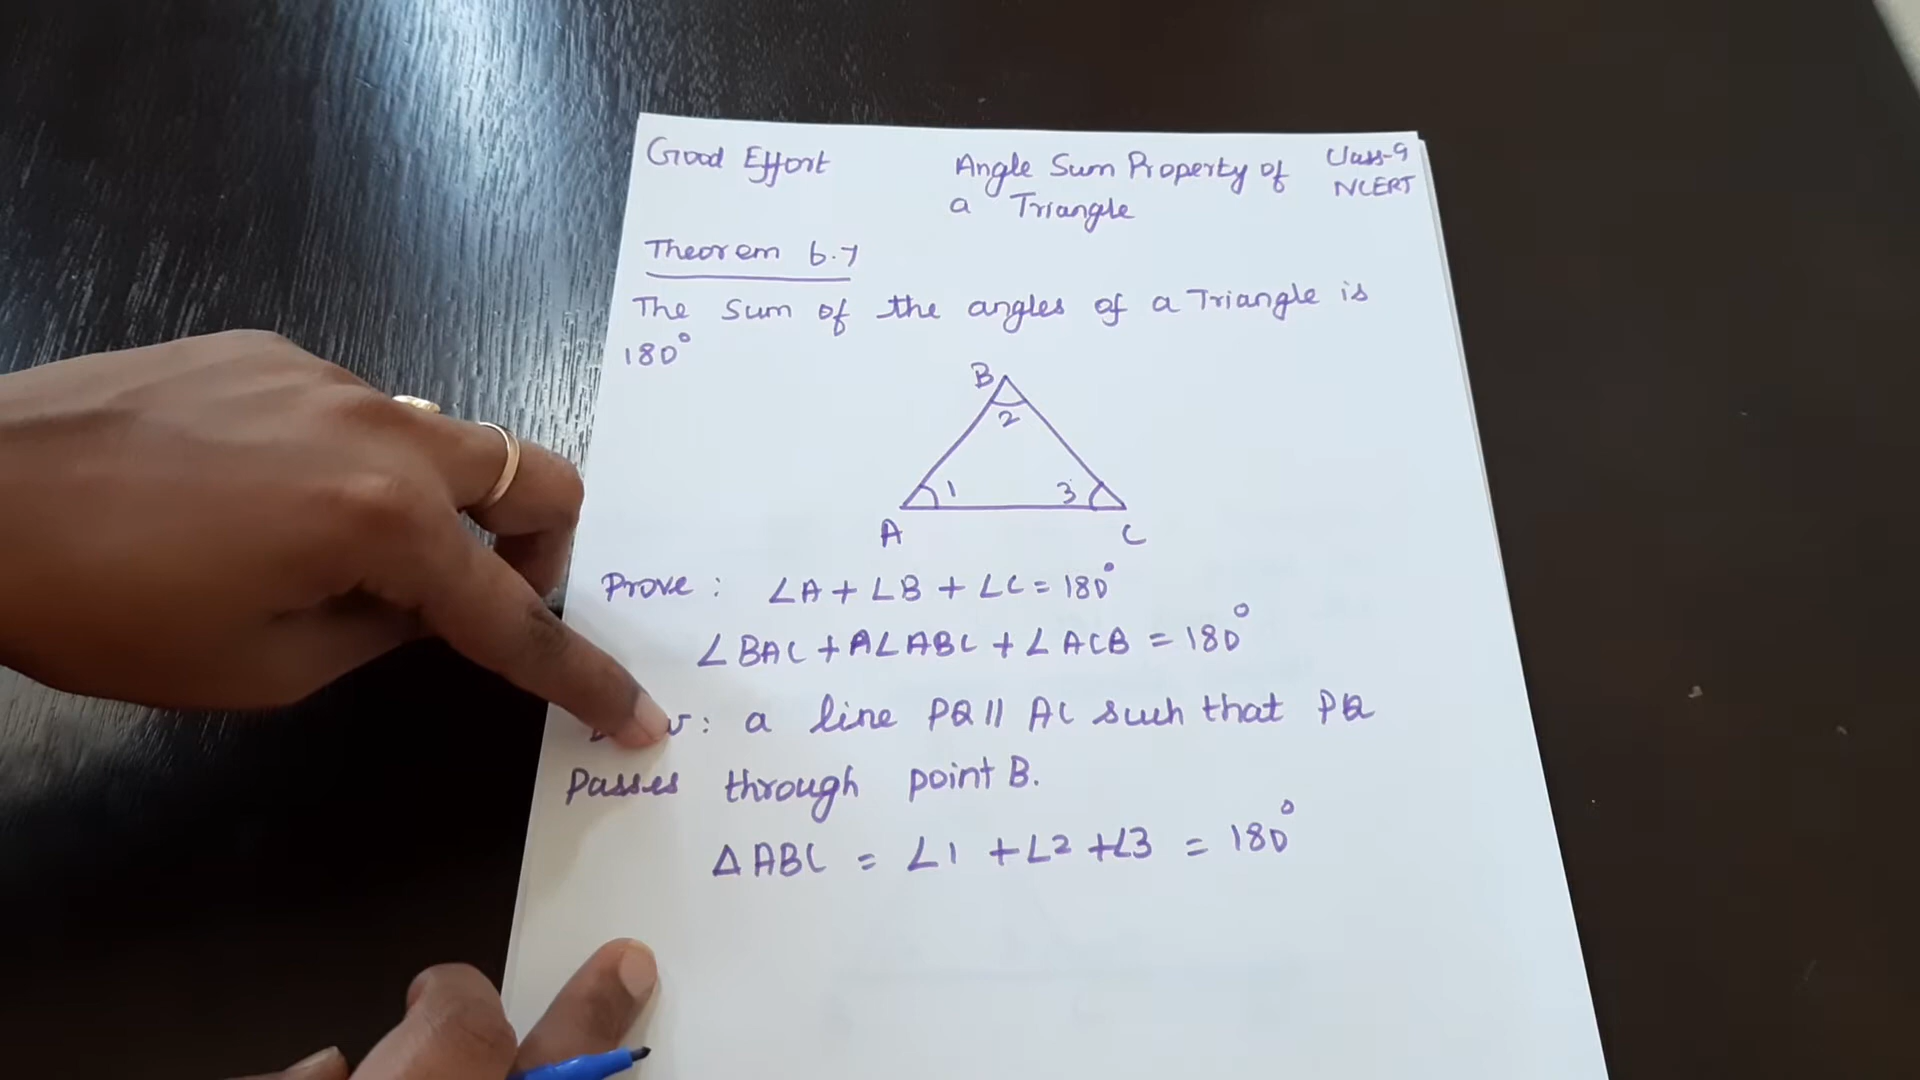 Good Effort
Angle Sum Property of
a Triangle
Class-9
NCERT
Theorem 6.7
The Sum of the angles of a Triangle is
180°
B
2
1
3
A
C
Prove : ∠A + ∠B + ∠C = 180°
∠BAC + A∠ABC + ∠ACB = 180°
: a line PQ || AC such that PQ
Passes through point B.
△ABC = ∠1 + ∠2 + ∠3 = 180°